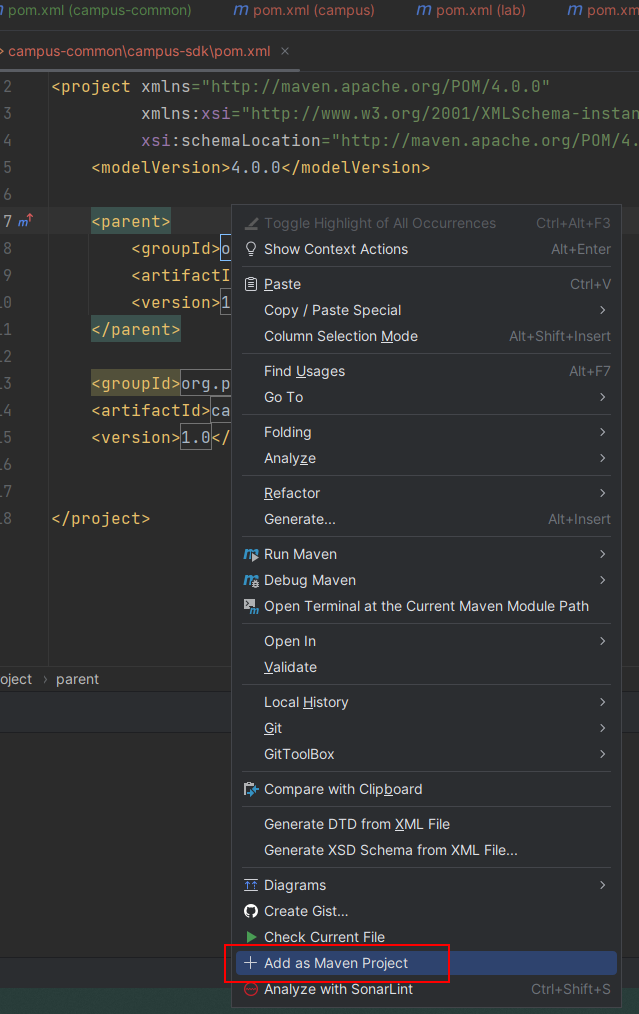 pom.xml (campus-common)
pom.xml (campus)
pom.xml (lab)
pom.xm
campus-common\campus-sdk\pom.xml ×
2 <project xmlns="http://maven.apache.org/POM/4.0.0"
3 xmlns:xsi="http://www.w3.org/2001/XMLSchema-instan
4 xsi:schemaLocation="http://maven.apache.org/POM/4.
5 <modelVersion>4.0.0</modelVersion>
6
7 <parent>
8 <groupId>o
9 <artifactI
10 <version>1
11 </parent>
12
13 <groupId>org.p
14 <artifactId>ca
15 <version>1.0</
16
17
18 </project>
oject › parent
Toggle Highlight of All Occurrences Ctrl+Alt+F3
Show Context Actions Alt+Enter
Paste Ctrl+V
Copy / Paste Special
Column Selection Mode Alt+Shift+Insert
Find Usages Alt+F7
Go To
Folding
Analyze
Refactor
Generate... Alt+Insert
Run Maven
Debug Maven
Open Terminal at the Current Maven Module Path
Open In
Validate
Local History
Git
GitToolBox
Compare with Clipboard
Generate DTD from XML File
Generate XSD Schema from XML File...
Diagrams
Create Gist...
Check Current File
Add as Maven Project
Analyze with SonarLint Ctrl+Shift+S